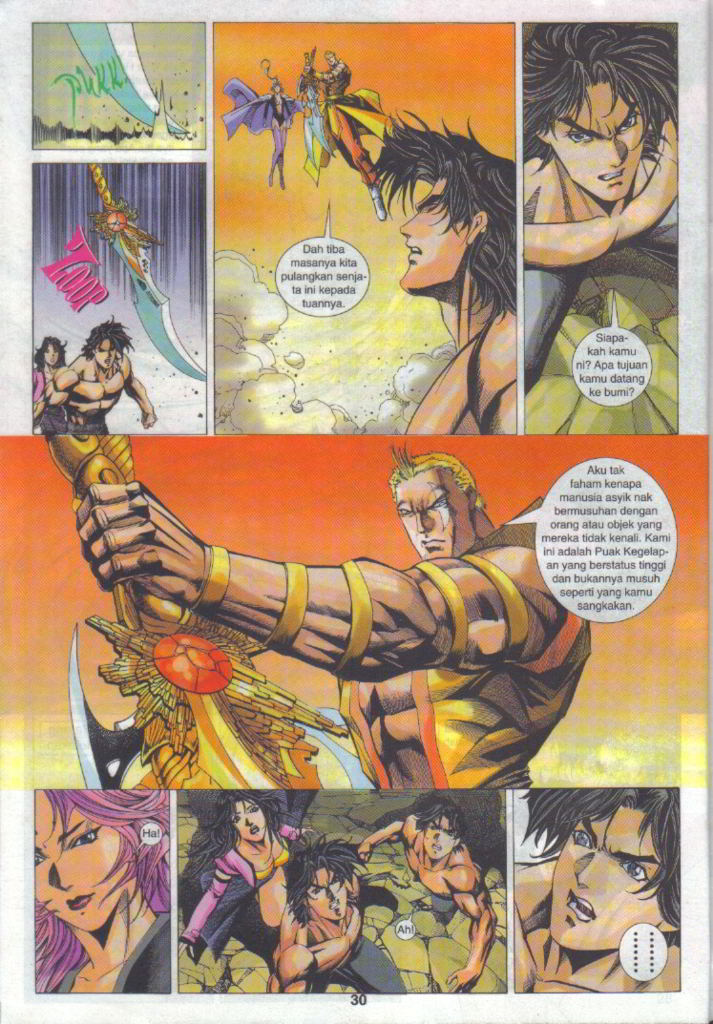 PUKK!
ZOOP
Dah tiba
masanya kita
pulangkan senja-
ta ini kepada
tuannya.
Siapa-
kah kamu
ni? Apa tujuan
kamu datang
ke bumi?
Aku tak
faham kenapa
manusia asyik nak
bermusuhan dengan
orang atau objek yang
mereka tidak kenali. Kami
ini adalah Puak Kegelap-
an yang berstatus tinggi
dan bukannya musuh
seperti yang kamu
sangkakan.
Ha!
Ah!
30